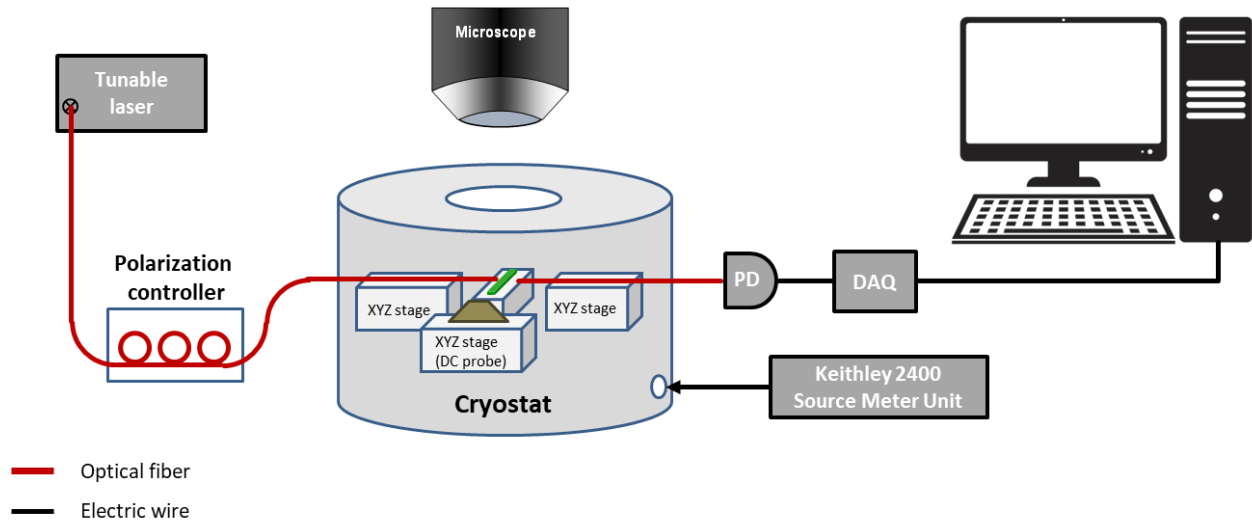 Microscope
Tunable
laser
Polarization
controller
XYZ stage
XYZ stage
XYZ stage
(DC probe)
Cryostat
PD
DAQ
Keithley 2400
Source Meter Unit
Optical fiber
Electric wire